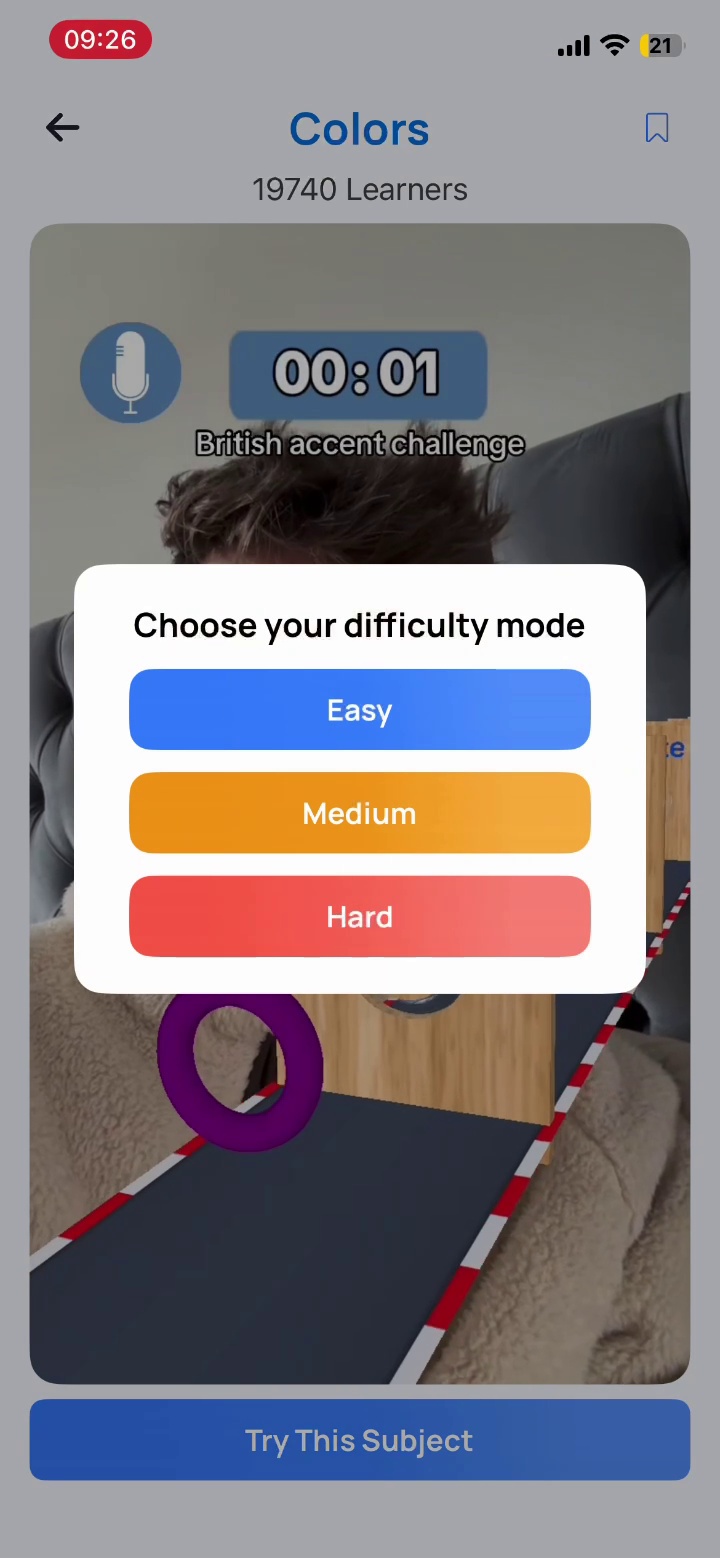 09:26
21
Colors
19740 Learners
00:01
British accent challenge
Choose your difficulty mode
Easy
Medium
Hard
Try This Subject